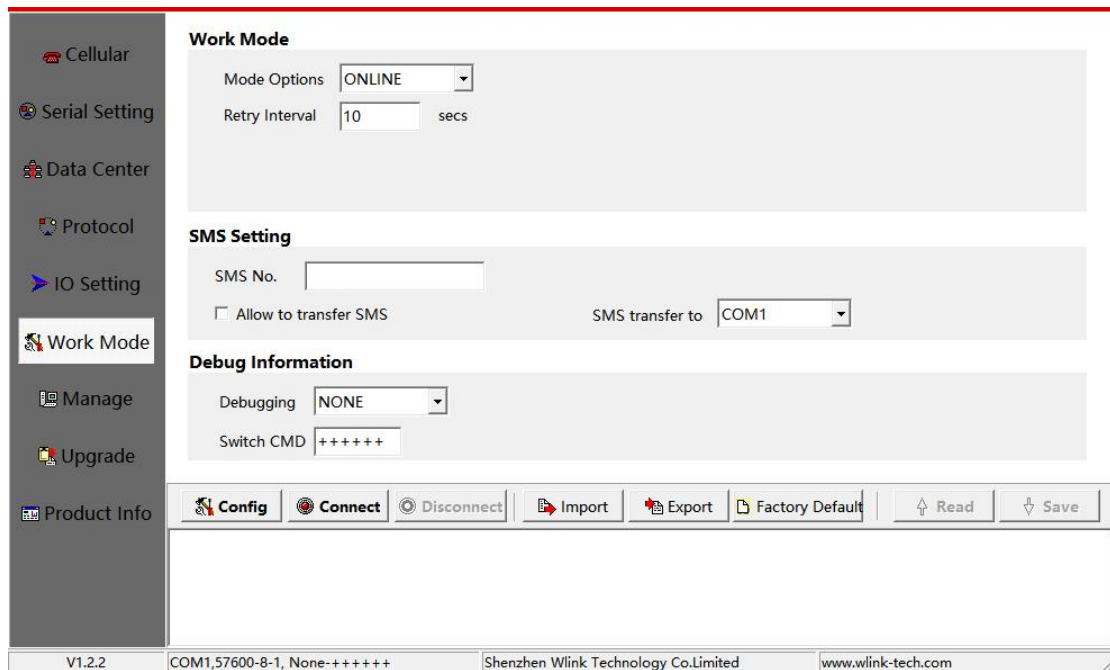 Cellular
Serial Setting
Data Center
Protocol
IO Setting
Work Mode
Manage
Upgrade
Product Info
Work Mode
Mode Options ONLINE
Retry Interval 10 secs
SMS Setting
SMS No.
Allow to transfer SMS SMS transfer to COM1
Debug Information
Debugging NONE
Switch CMD ++++++
Config Connect Disconnect Import Export Factory Default Read Save
V1.2.2 COM1,57600-8-1, None-++++++ Shenzhen Wlink Technology Co.Limited www.wlink-tech.com